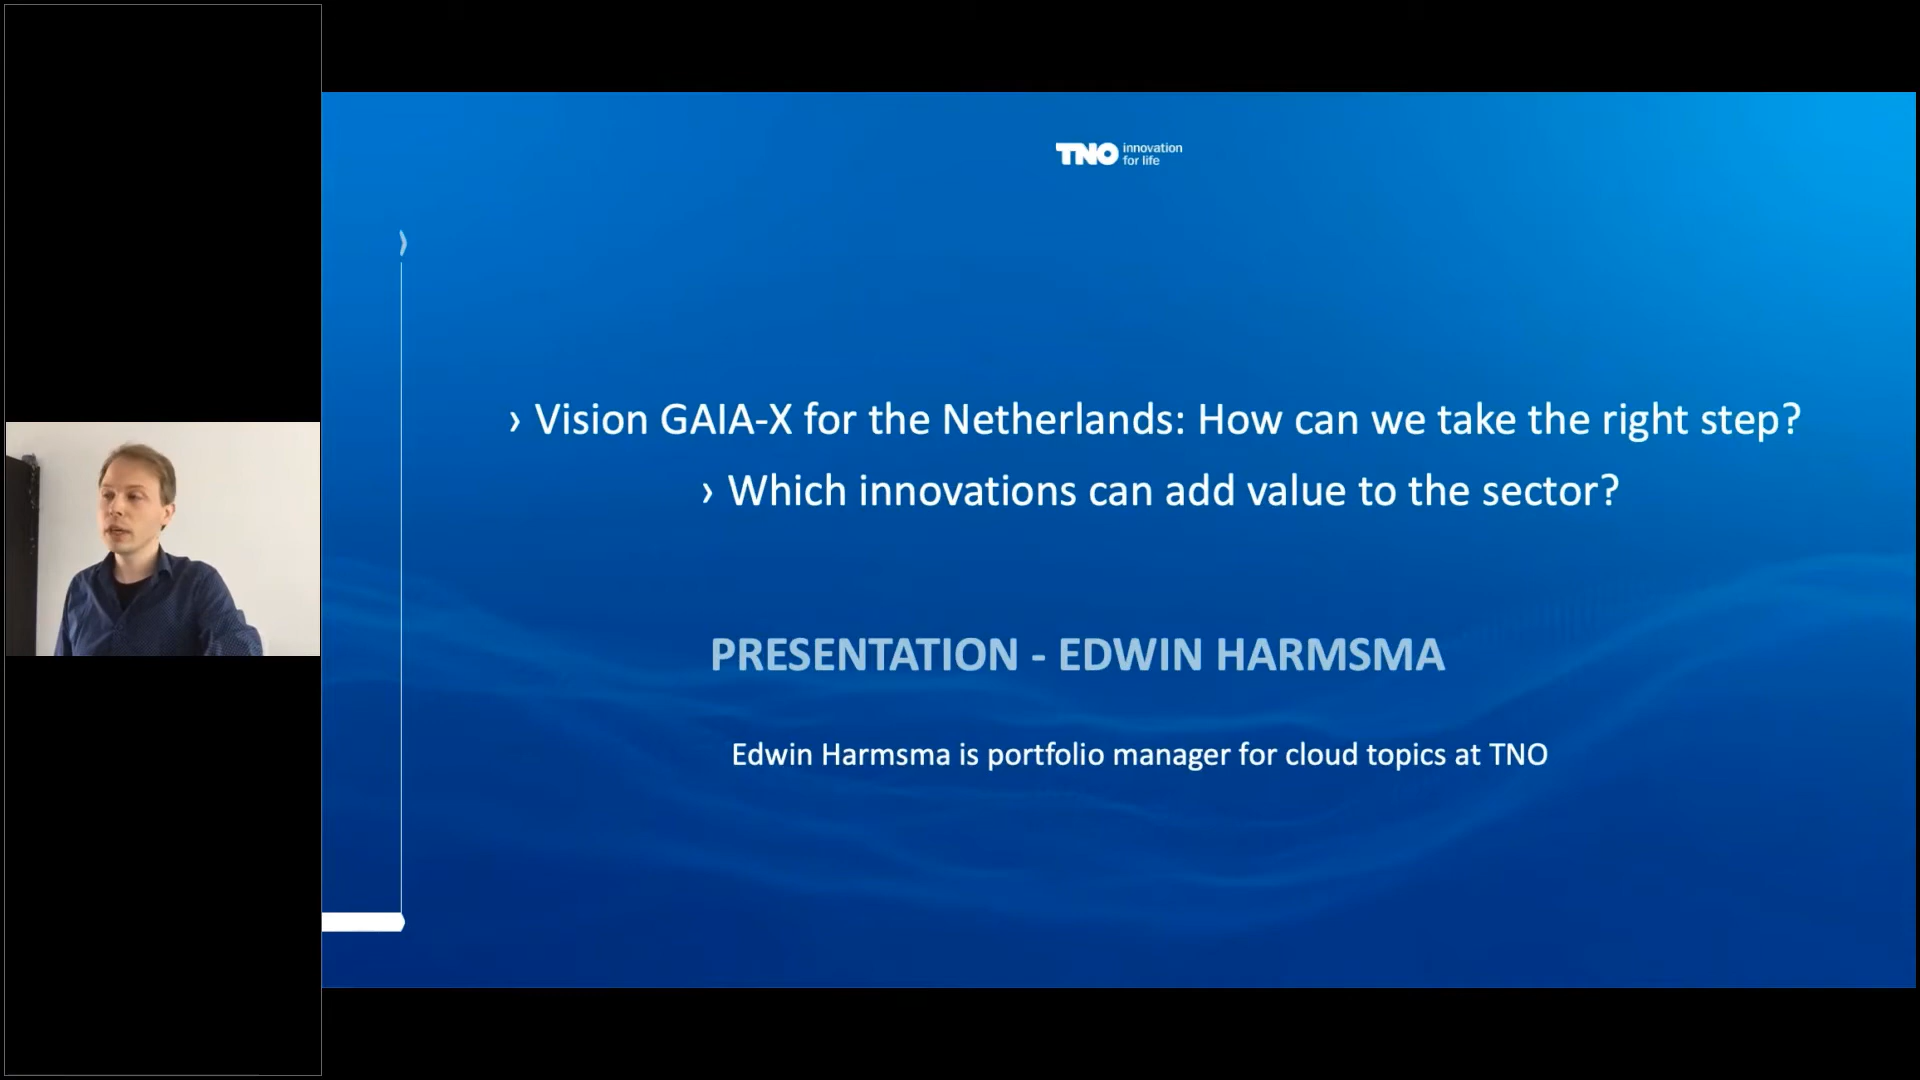 TNO innovation
for life
› Vision GAIA-X for the Netherlands: How can we take the right step?
› Which innovations can add value to the sector?
PRESENTATION - EDWIN HARMSMA
Edwin Harmsma is portfolio manager for cloud topics at TNO